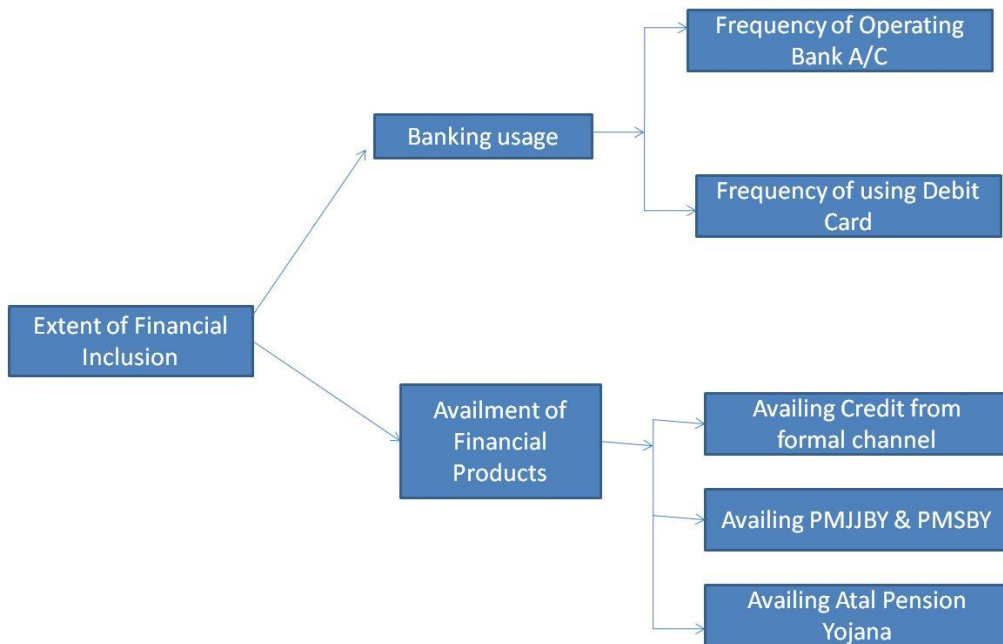 Frequency of Operating
Bank A/C
Banking usage
Frequency of using Debit
Card
Extent of Financial
Inclusion
Availment of
Financial
Products
Availing Credit from
formal channel
Availing PMJJBY & PMSBY
Availing Atal Pension
Yojana